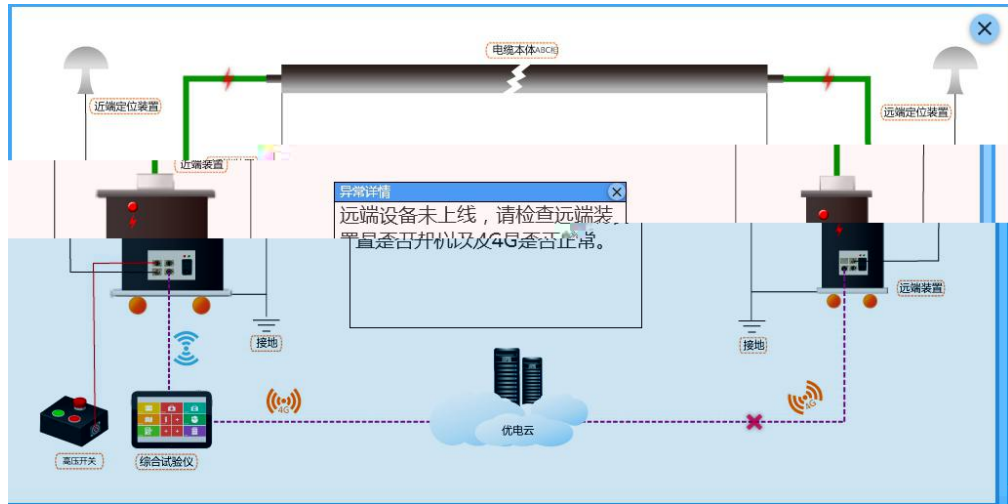 电缆本体ABC相
近端定位装置
远端定位装置
近端装置
异常详情
远端设备未上线，请检查远端装
置是否开机以及4G是否正常。
远端装置
接地
接地
4G
4G
优电云
高压开关
综合试验仪